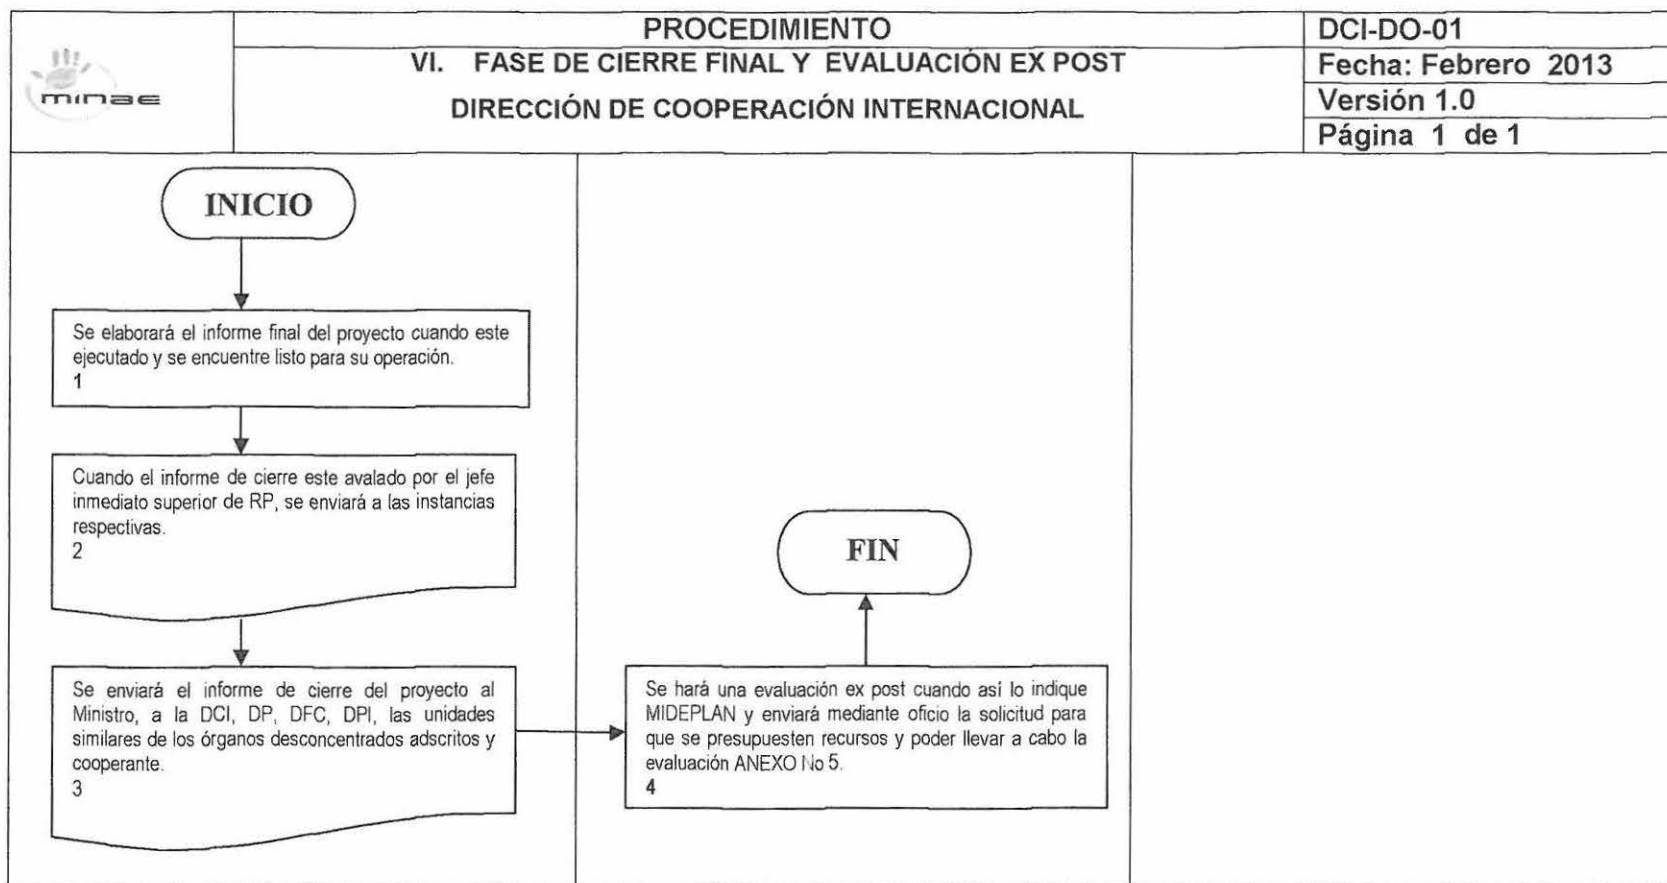 minae
PROCEDIMIENTO
VI. FASE DE CIERRE FINAL Y EVALUACIÓN EX POST
DIRECCIÓN DE COOPERACIÓN INTERNACIONAL
DCI-DO-01
Fecha: Febrero 2013
Versión 1.0
Página 1 de 1
INICIO
Se elaborará el informe final del proyecto cuando este
ejecutado y se encuentre listo para su operación.
1
Cuando el informe de cierre este avalado por el jefe
inmediato superior de RP, se enviará a las instancias
respectivas.
2
Se enviará el informe de cierre del proyecto al
Ministro, a la DCI, DP, DFC, DPI, las unidades
similares de los órganos desconcentrados adscritos y
cooperante.
3
FIN
Se hará una evaluación ex post cuando así lo indique
MIDEPLAN y enviará mediante oficio la solicitud para
que se presupuesten recursos y poder llevar a cabo la
evaluación ANEXO No 5.
4